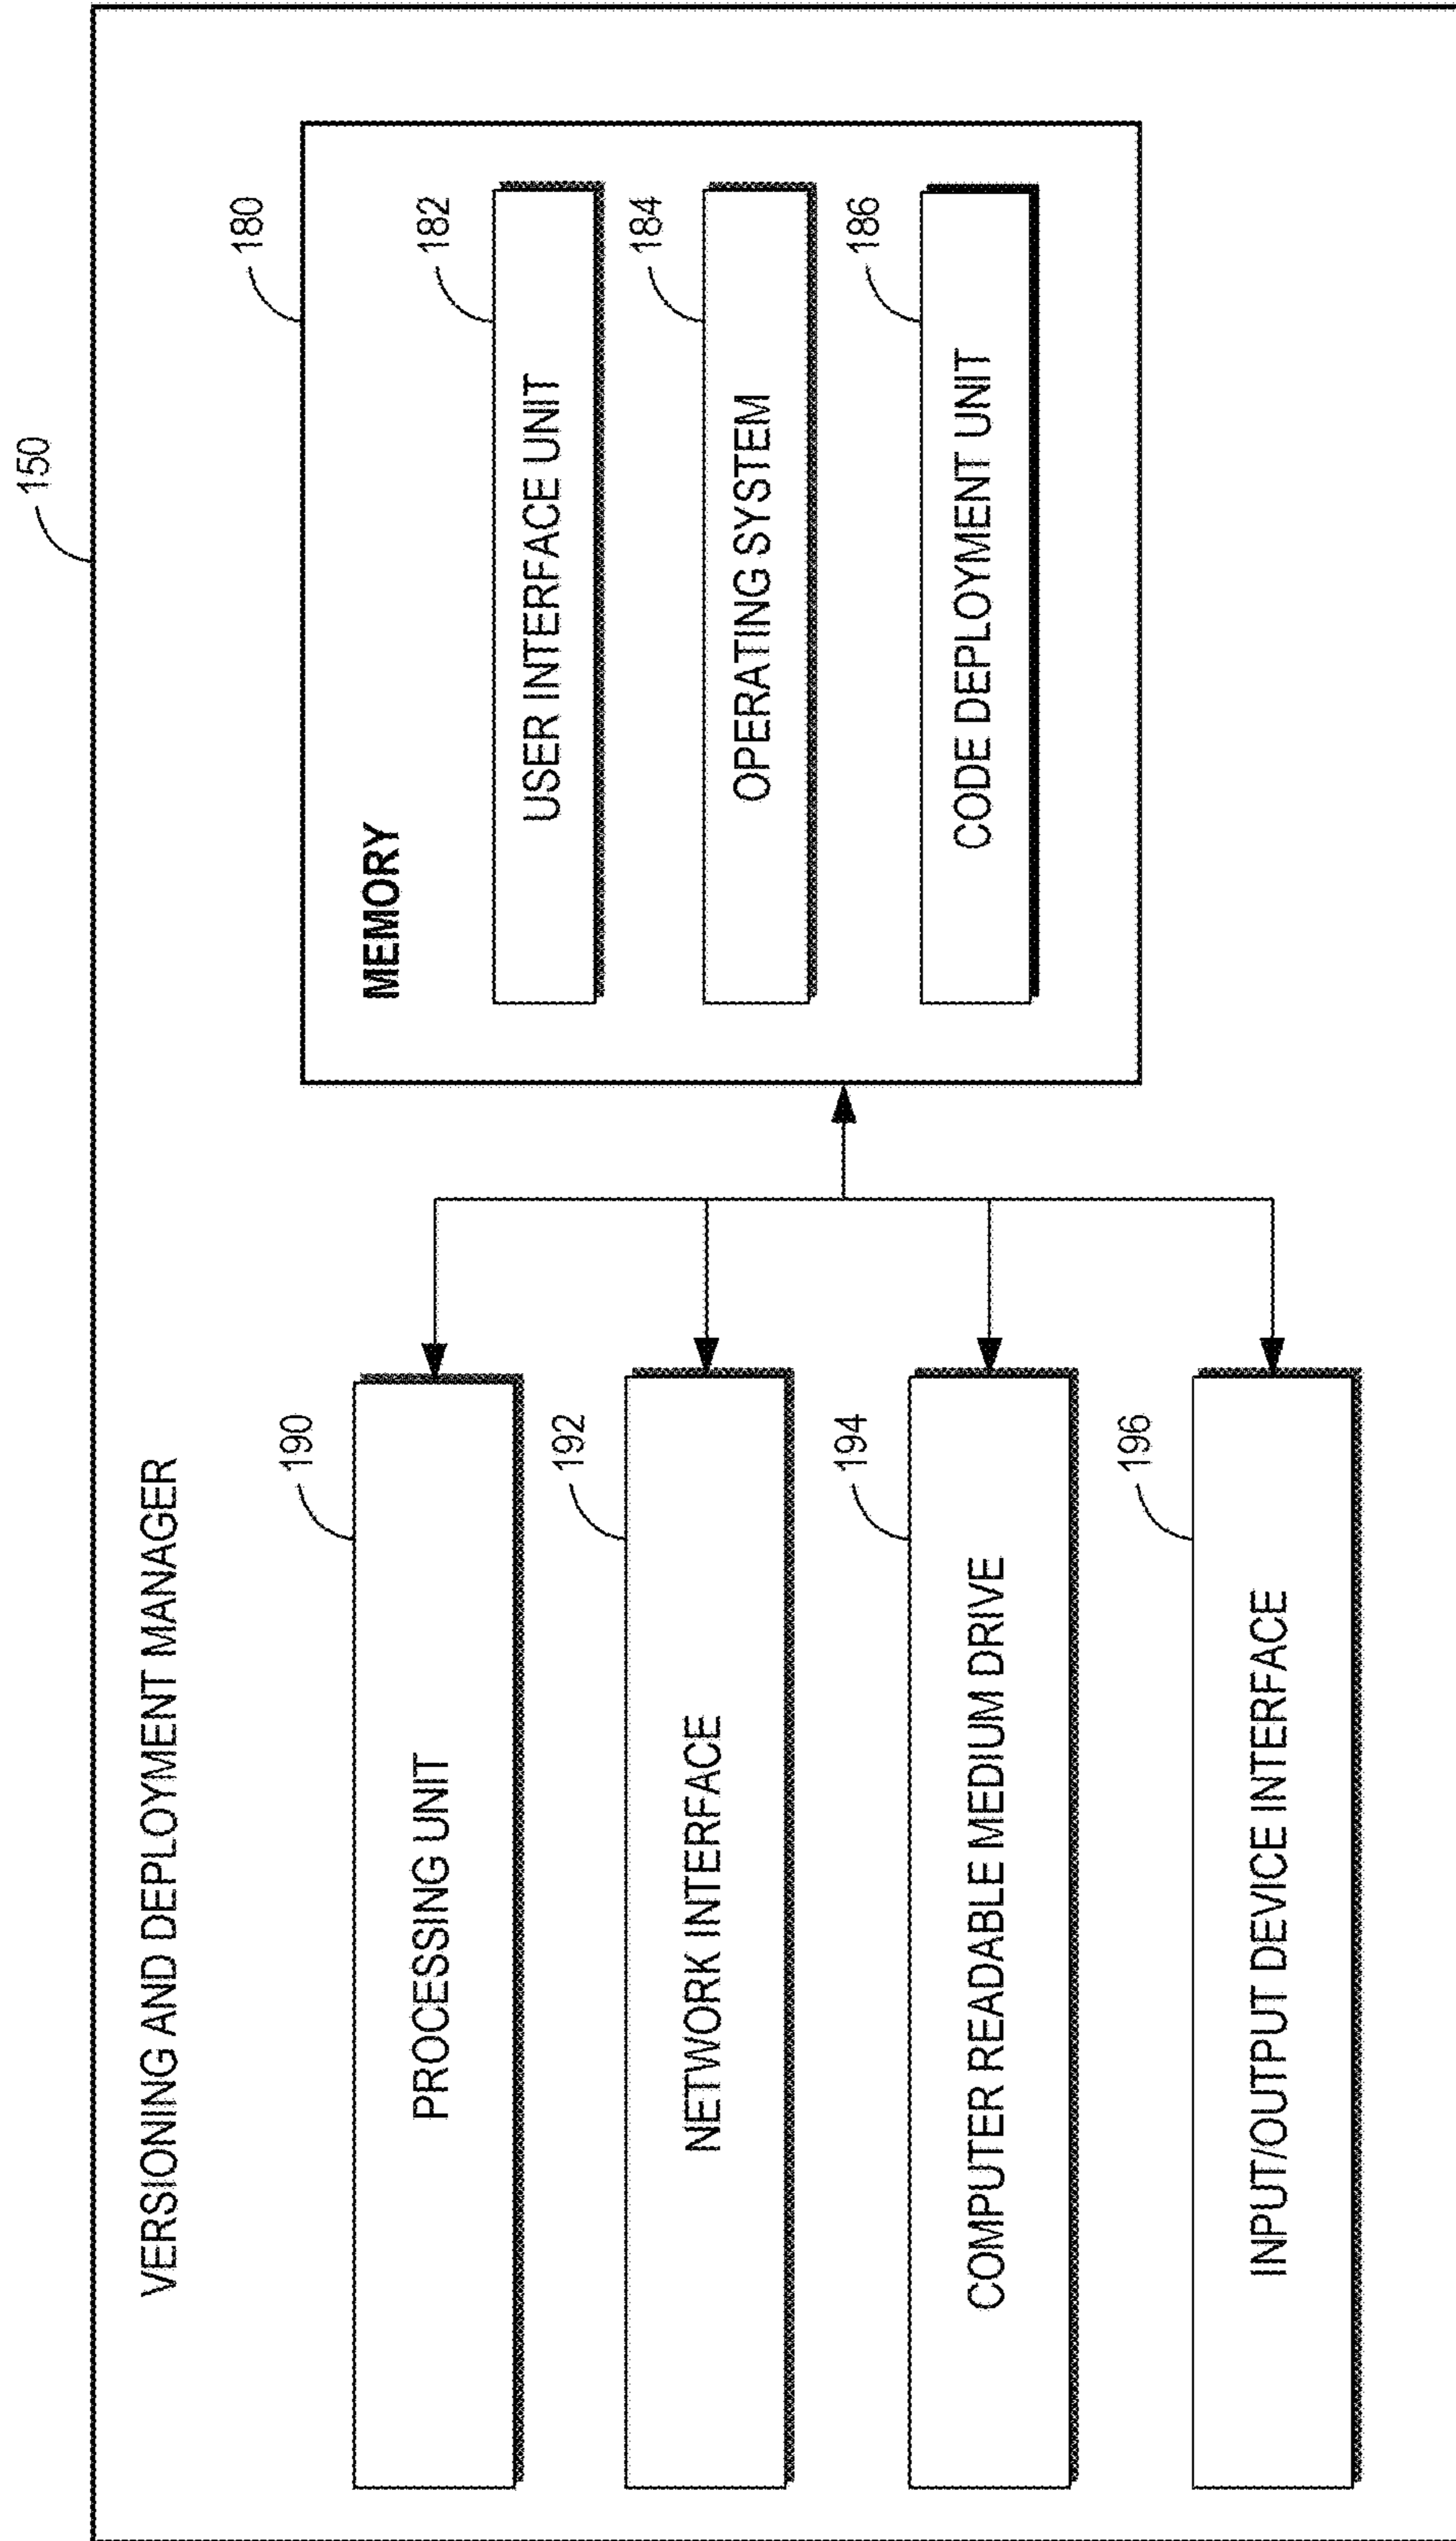 150
VERSIONING AND DEPLOYMENT MANAGER
190
PROCESSING UNIT
192
NETWORK INTERFACE
194
COMPUTER READABLE MEDIUM DRIVE
196
INPUT/OUTPUT DEVICE INTERFACE
180
MEMORY
182
USER INTERFACE UNIT
184
OPERATING SYSTEM
186
CODE DEPLOYMENT UNIT